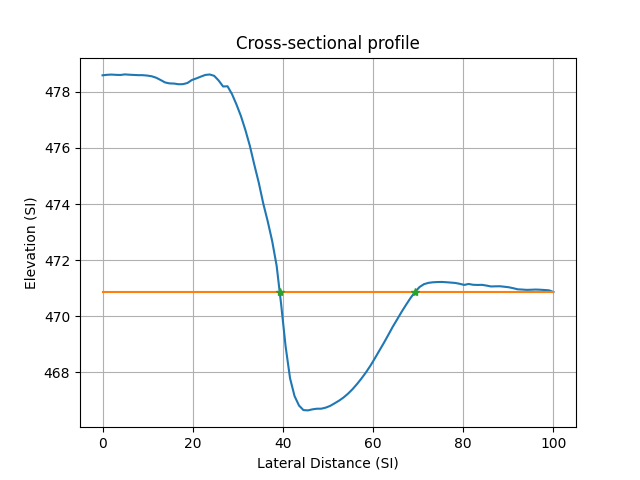 Cross-sectional profile
478
476
474
472
470
468
Elevation (SI)
0 20 40 60 80 100
Lateral Distance (SI)